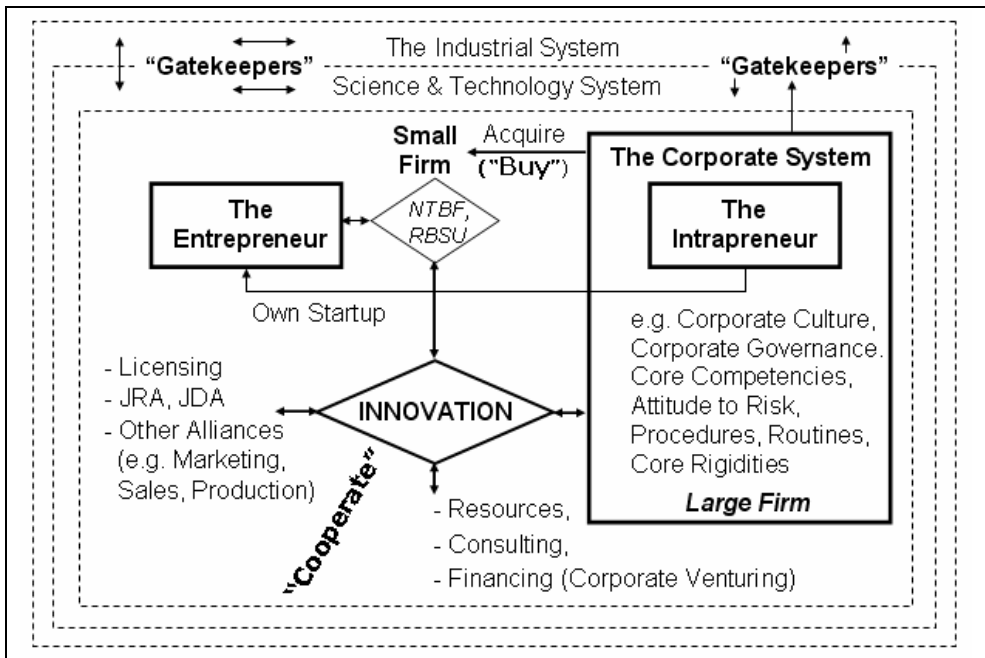 The Industrial System
“Gatekeepers”
“Gatekeepers”
Science & Technology System
Small
Firm
Acquire
("Buy")
The Corporate System
NTBF,
RBSU
The
Entrepreneur
The
Intrapreneur
Own Startup
e.g. Corporate Culture,
Corporate Governance.
Core Competencies,
Attitude to Risk,
Procedures, Routines,
Core Rigidities
Large Firm
- Licensing
- JRA, JDA
- Other Alliances
(e.g. Marketing,
Sales, Production)
INNOVATION
“Cooperate”
- Resources,
- Consulting,
- Financing (Corporate Venturing)